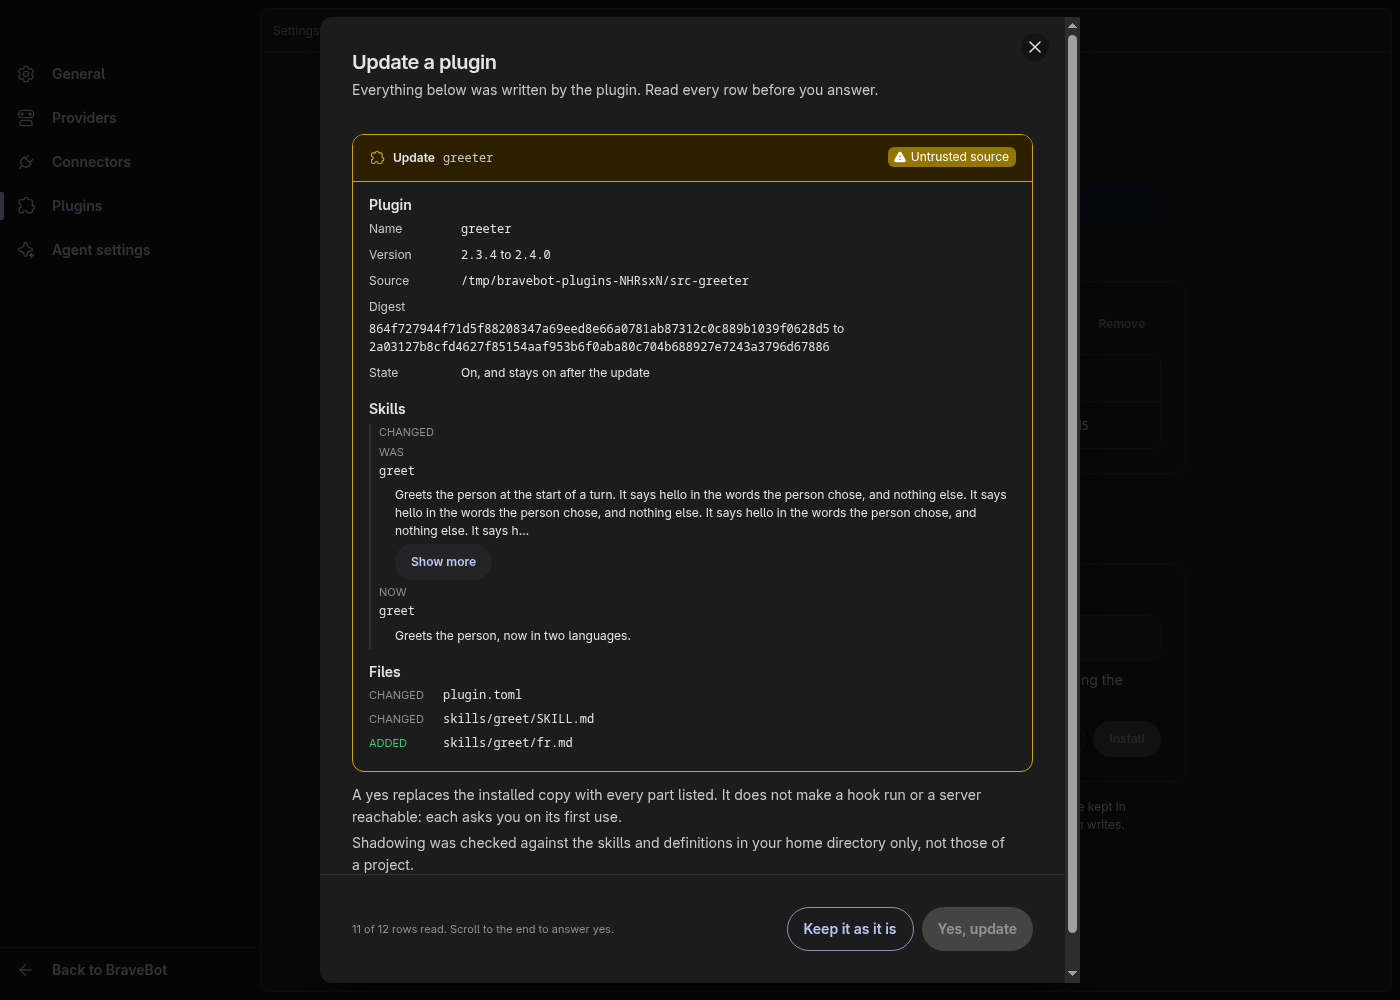 Settings
General
Providers
Connectors
Plugins
Agent settings
Back to BraveBot
Update a plugin
Everything below was written by the plugin. Read every row before you answer.
Update greeter
Untrusted source
Plugin
Name greeter
Version 2.3.4 to 2.4.0
Source /tmp/bravebot-plugins-NHRsxN/src-greeter
Digest
864f727944f71d5f88208347a69eed8e66a0781ab87312c0c889b1039f0628d5 to
2a03127b8cfd4627f85154aaf953b6f0aba80c704b688927e7243a3796d67886
State On, and stays on after the update
Skills
CHANGED
WAS
greet
Greets the person at the start of a turn. It says hello in the words the person chose, and nothing else. It says
hello in the words the person chose, and nothing else. It says hello in the words the person chose, and
nothing else. It says h...
Show more
NOW
greet
Greets the person, now in two languages.
Files
CHANGED plugin.toml
CHANGED skills/greet/SKILL.md
ADDED skills/greet/fr.md
A yes replaces the installed copy with every part listed. It does not make a hook run or a server
reachable: each asks you on its first use.
Shadowing was checked against the skills and definitions in your home directory only, not those of
a project.
11 of 12 rows read. Scroll to the end to answer yes.
Keep it as it is
Yes, update
Remove
ng the
Install
kept in
writes.